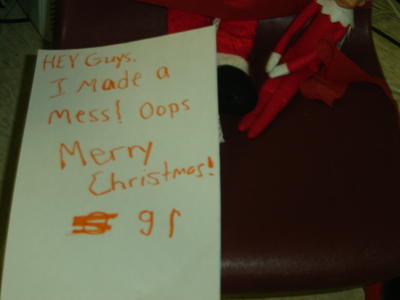 HEY Guys.
I Made a
mess! Oops
Merry
Christmas!